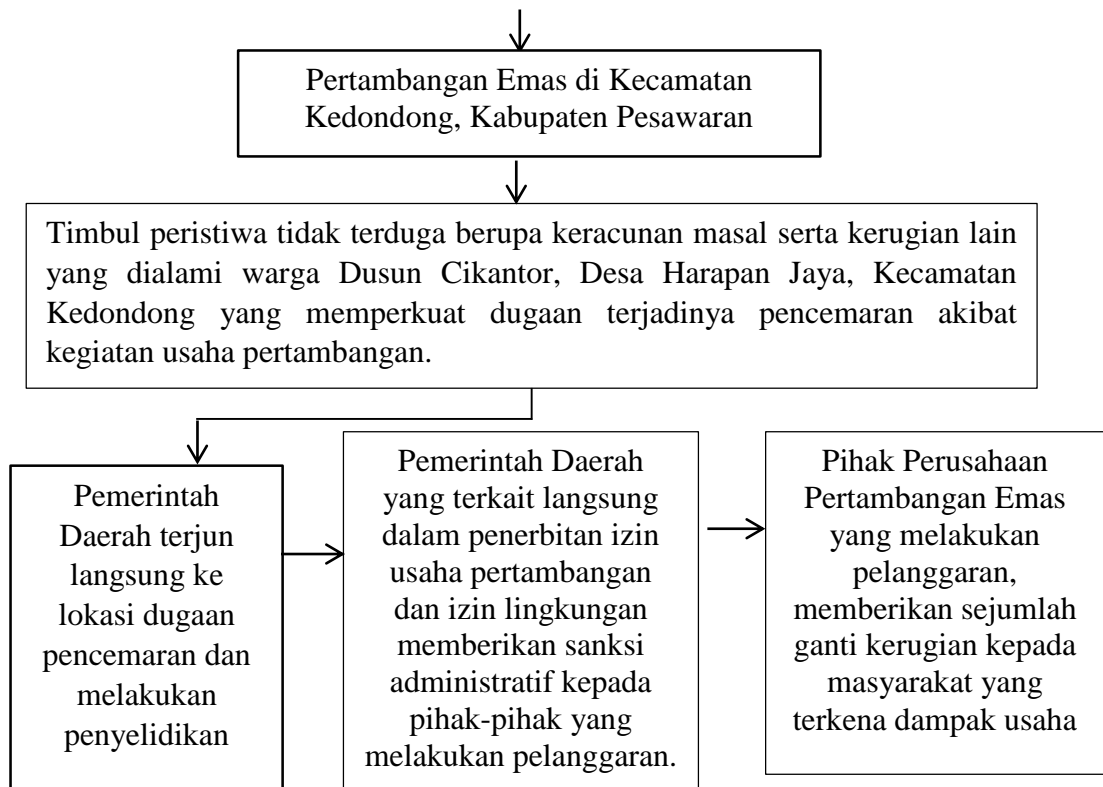 Pertambangan Emas di Kecamatan
Kedondong, Kabupaten Pesawaran
Timbul peristiwa tidak terduga berupa keracunan masal serta kerugian lain
yang dialami warga Dusun Cikantor, Desa Harapan Jaya, Kecamatan
Kedondong yang memperkuat dugaan terjadinya pencemaran akibat
kegiatan usaha pertambangan.
Pemerintah
Daerah terjun
langsung ke
lokasi dugaan
pencemaran dan
melakukan
penyelidikan
Pemerintah Daerah
yang terkait langsung
dalam penerbitan izin
usaha pertambangan
dan izin lingkungan
memberikan sanksi
administratif kepada
pihak-pihak yang
melakukan pelanggaran.
Pihak Perusahaan
Pertambangan Emas
yang melakukan
pelanggaran,
memberikan sejumlah
ganti kerugian kepada
masyarakat yang
terkena dampak usaha